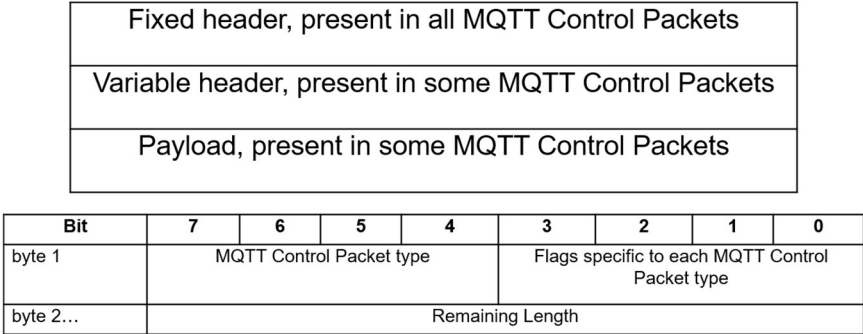 Fixed header, present in all MQTT Control Packets
Variable header, present in some MQTT Control Packets
Payload, present in some MQTT Control Packets
Bit 7 6 5 4 3 2 1 0
byte 1 MQTT Control Packet type Flags specific to each MQTT Control
Packet type
byte 2… Remaining Length